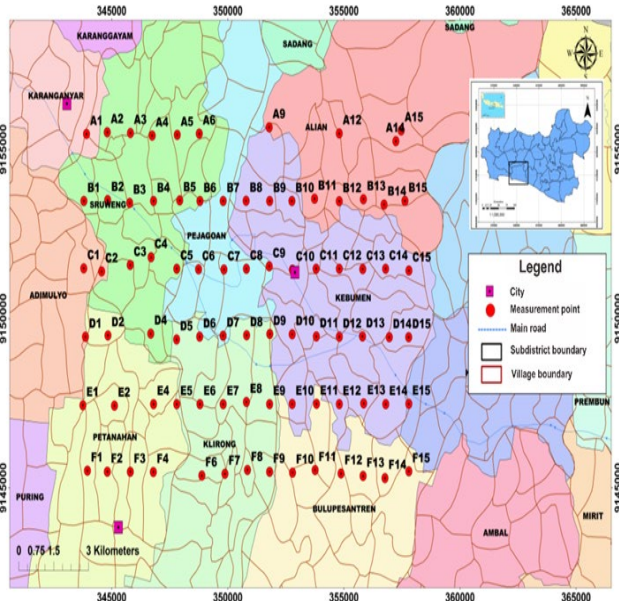 345000 350000 355000 360000 365000
KARANGGAYAM
SADANG
SADANG
KARANGANYAR
ALIAN
A1 A2 A3 A4 A5 A6 A9 A12 A14 A15
9155000
9155000
B1 B2 B3 B4 B5 B6 B7 B8 B9 B10 B11 B12 B13 B14 B15
SRUWENG
PEJAGOAN
C1 C2 C3 C4 C5 C6 C7 C8 C9 C10 C11 C12 C13 C14 C15
ADIMULYO
KEBUMEN
Legend
City
Measurement point
Main road
Subdistrict boundary
Village boundary
9150000
9150000
D1 D2 D4 D5 D6 D7 D8 D9 D10 D11 D12 D13 D14 D15
E1 E2 E4 E5 E6 E7 E8 E9 E10 E11 E12 E13 E14 E15
PREMBUN
PETANAHAN
KLIRONG
F1 F2 F3 F4 F6 F7 F8 F9 F10 F11 F12 F13 F14 F15
9145000
9145000
PURING
BULUPESANTREN
AMBAL
MIRIT
0 0.75 1.5 3 Kilometers
345000 350000 355000 360000 365000
N
W
E
S